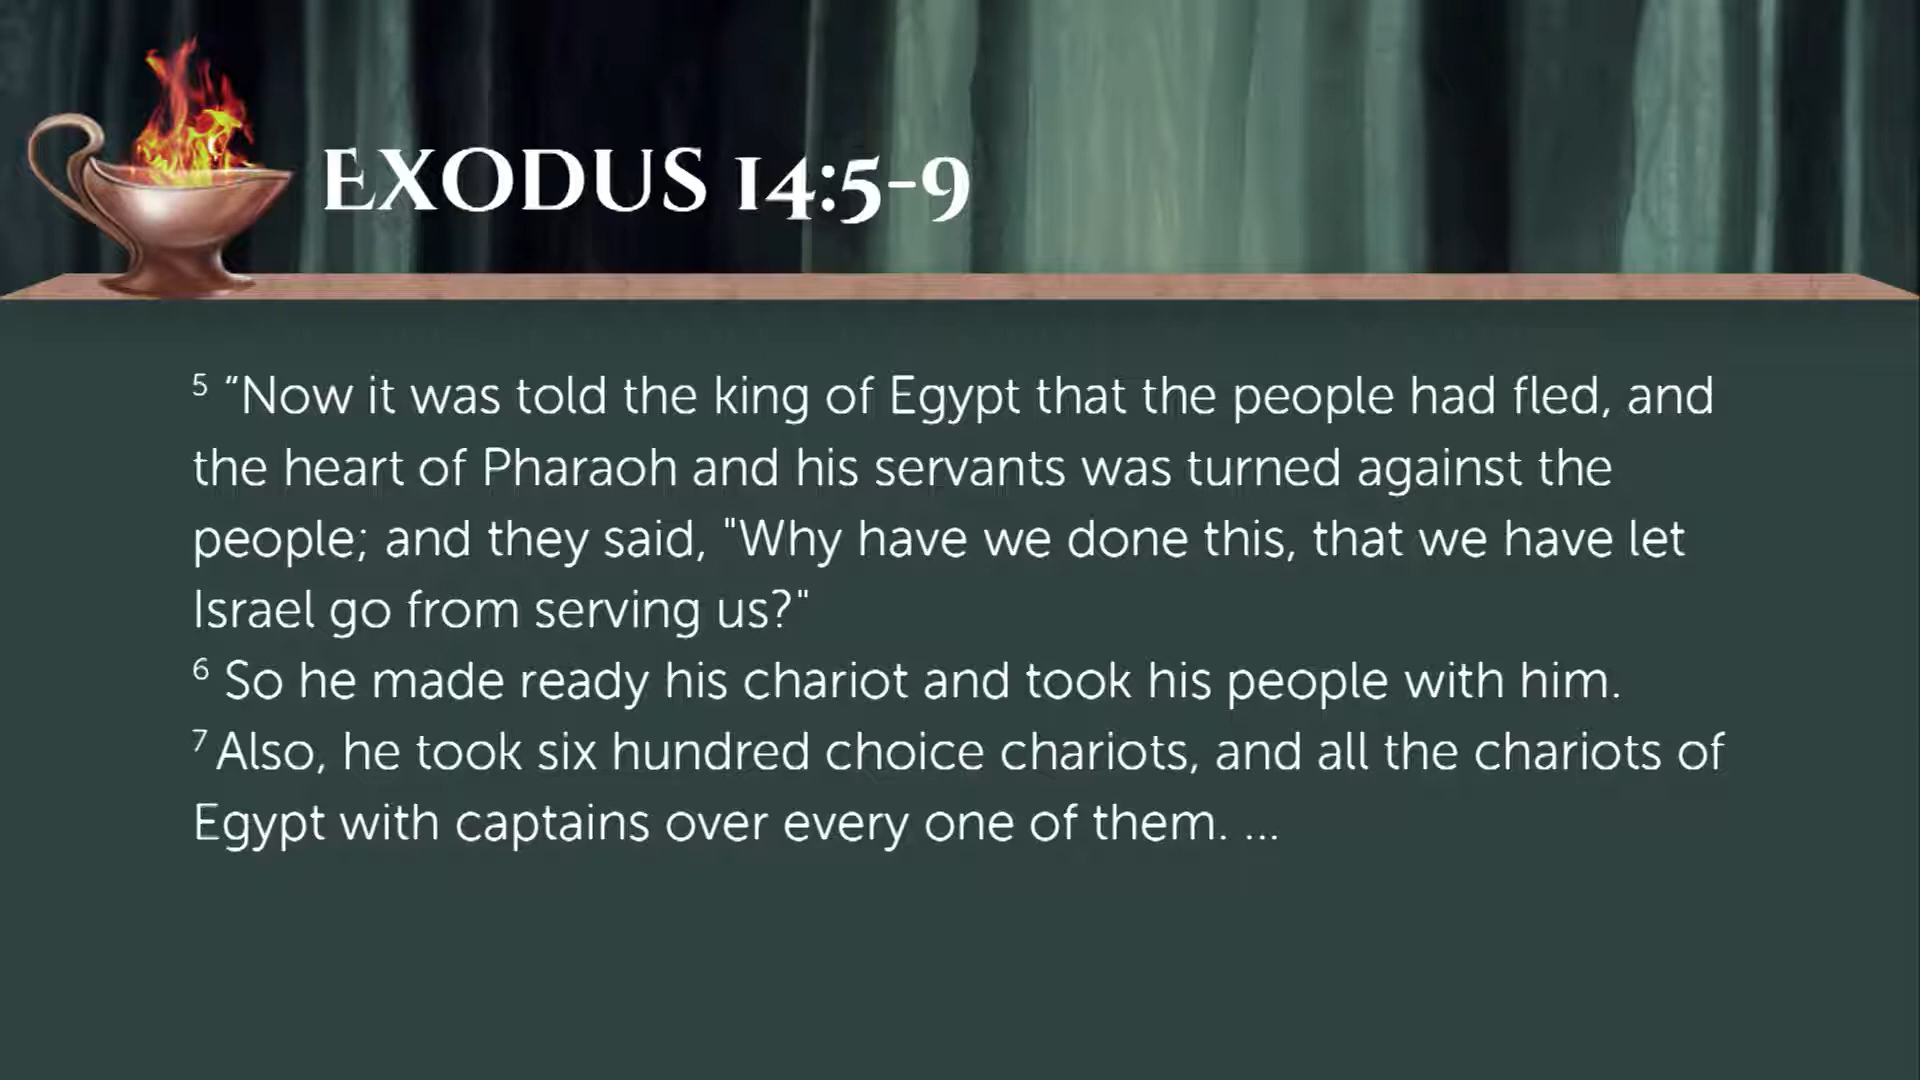 Exodus 14:5-9
5 “Now it was told the king of Egypt that the people had fled, and
the heart of Pharaoh and his servants was turned against the
people; and they said, "Why have we done this, that we have let
Israel go from serving us?"
6 So he made ready his chariot and took his people with him.
7 Also, he took six hundred choice chariots, and all the chariots of
Egypt with captains over every one of them. ...